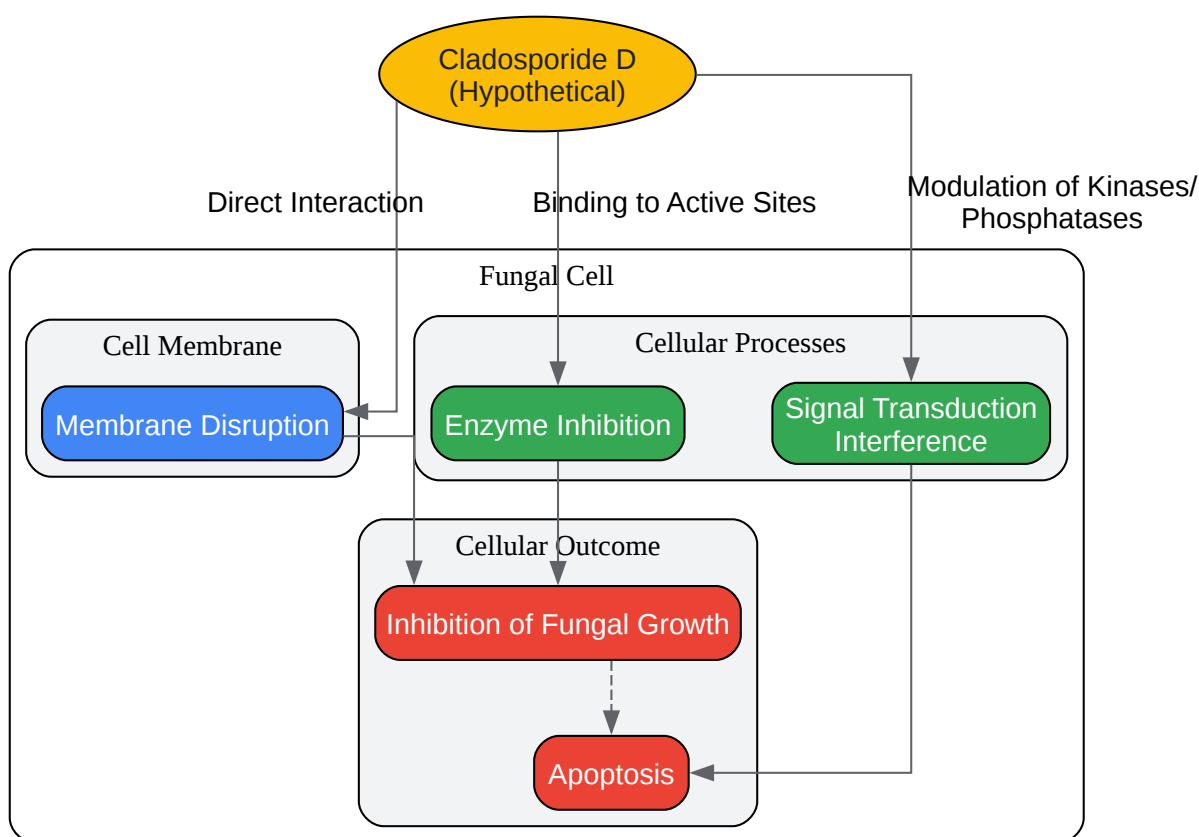 Cladosporide D
(Hypothetical)
Direct Interaction
Binding to Active Sites
Modulation of Kinases/
Phosphatases
Fungal Cell
Cell Membrane
Cellular Processes
Membrane Disruption
Enzyme Inhibition
Signal Transduction
Interference
Cellular Outcome
Inhibition of Fungal Growth
Apoptosis